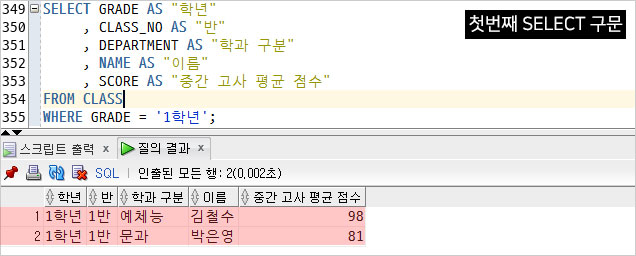 첫번째 SELECT 구문
349 SELECT GRADE AS "학년"
350 , CLASS_NO AS "반"
351 , DEPARTMENT AS "학과 구분"
352 , NAME AS "이름"
353 , SCORE AS "중간 고사 평균 점수"
354 FROM CLASS
355 WHERE GRADE = '1학년';
스크립트 출력 x 질의 결과 x
SQL | 인출된 모든 행: 2(0,002초)
학년 반 학과 구분 이름 중간 고사 평균 점수
1 1학년 1반 예체능 김철수 98
2 1학년 1반 문과 박은영 81